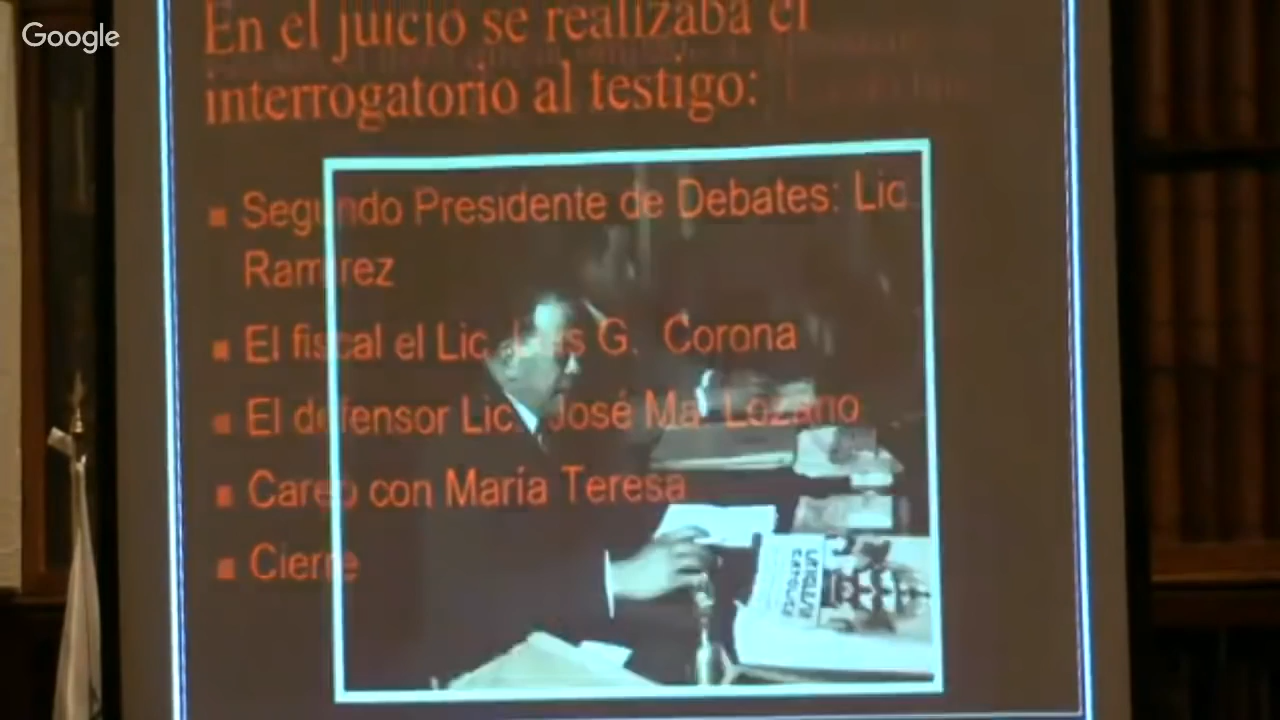 Google
En el juicio se realizaba el
interrogatorio al testigo:
Segundo Presidente de Debates: Lic
Ramírez
El fiscal el Lic. Luis G. Corona
El defensor Lic. José Ma. Lozano
Careo con María Teresa
Cierre